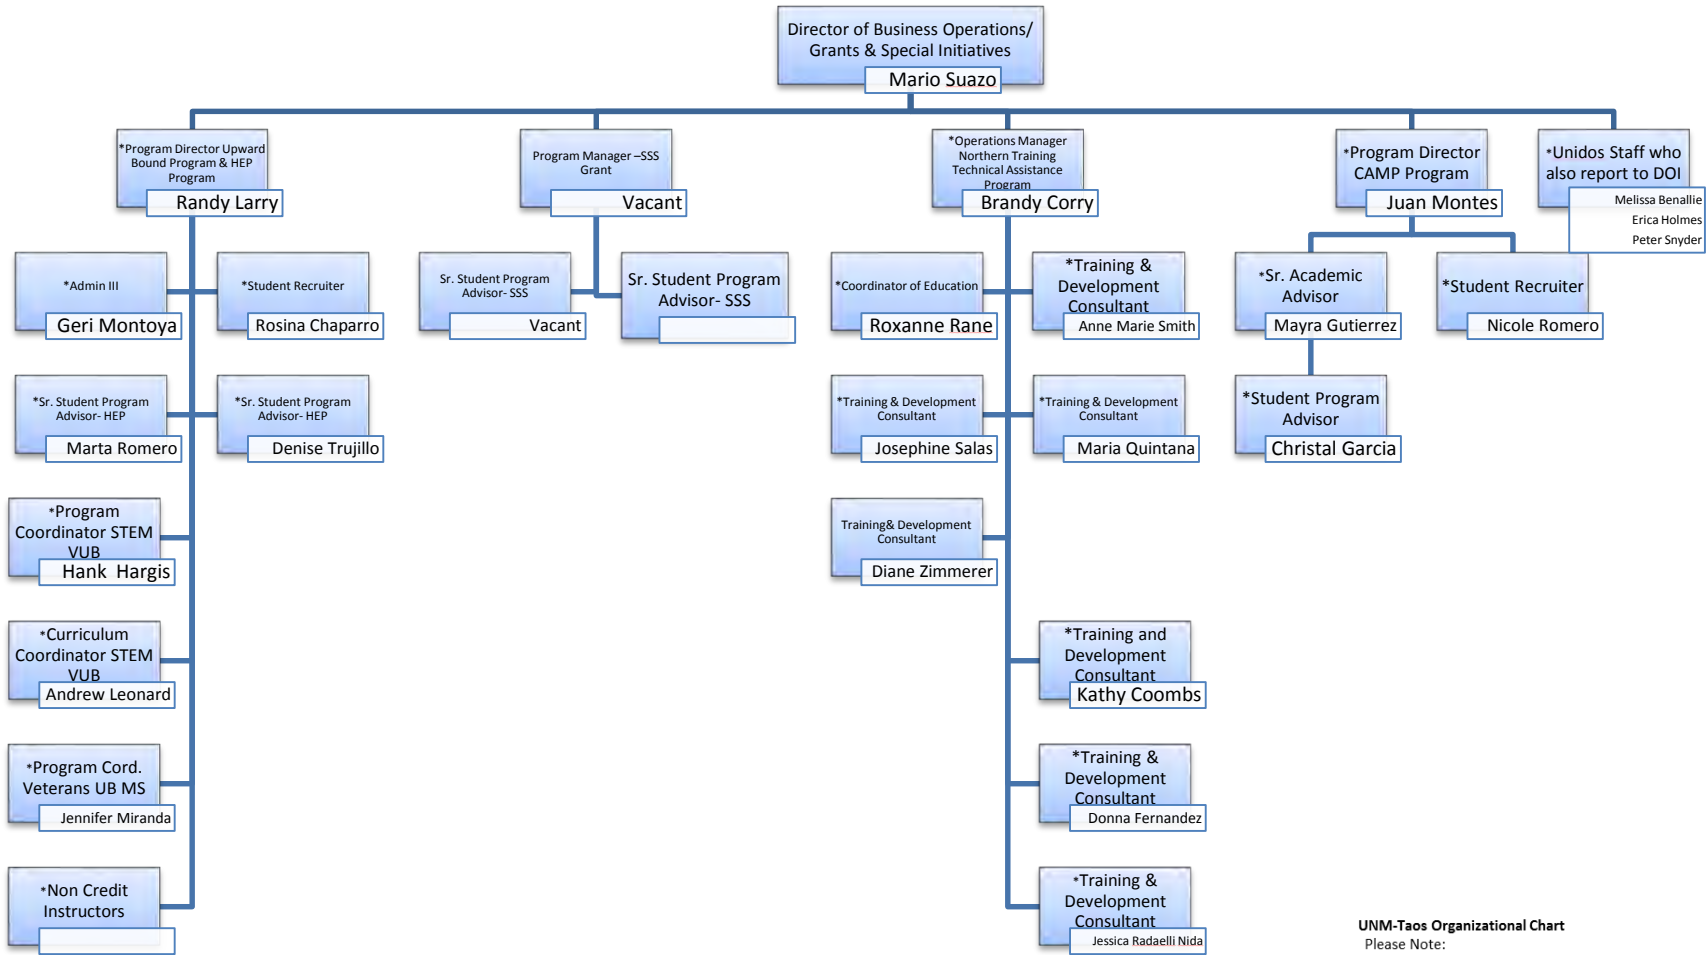 Director of Business Operations/
Grants & Special Initiatives
Mario Suazo
*Program Director Upward
Bound Program & HEP
Program
Randy Larry
Program Manager –SSS
Grant
Vacant
*Operations Manager
Northern Training
Technical Assistance
Program
Brandy Corry
*Program Director
CAMP Program
Juan Montes
*Unidos Staff who
also report to DOI
Melissa Benallie
Erica Holmes
Peter Snyder
*Admin III
Geri Montoya
*Student Recruiter
Rosina Chaparro
Sr. Student Program
Advisor- SSS
Vacant
Sr. Student Program
Advisor- SSS
*Coordinator of Education
Roxanne Rane
*Training &
Development
Consultant
Anne Marie Smith
*Sr. Academic
Advisor
Mayra Gutierrez
*Student Recruiter
Nicole Romero
*Sr. Student Program
Advisor- HEP
Marta Romero
*Sr. Student Program
Advisor- HEP
Denise Trujillo
*Training & Development
Consultant
Josephine Salas
*Training & Development
Consultant
Maria Quintana
*Student Program
Advisor
Christal Garcia
*Program
Coordinator STEM
VUB
Hank Hargis
Training& Development
Consultant
Diane Zimmerer
*Curriculum
Coordinator STEM
VUB
Andrew Leonard
*Training and
Development
Consultant
Kathy Coombs
*Program Cord.
Veterans UB MS
Jennifer Miranda
*Training &
Development
Consultant
Donna Fernandez
*Non Credit
Instructors
*Training &
Development
Consultant
Jessica Radaelli Nida
UNM-Taos Organizational Chart
Please Note: